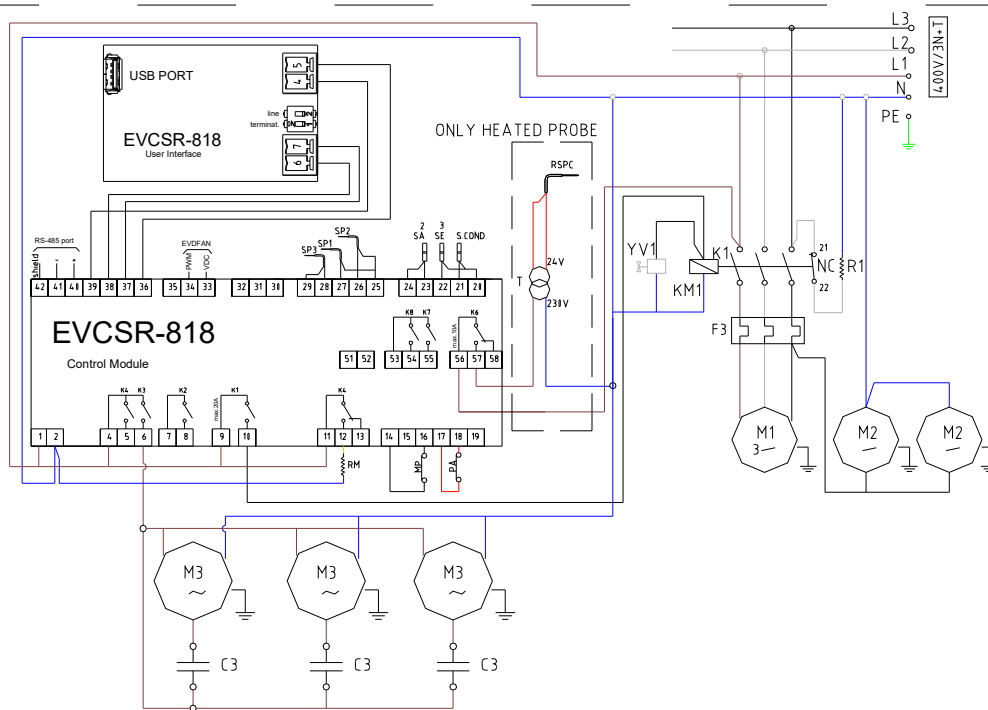 L3
L2
L1
N
PE
400V/3N+T
USB PORT
5
4
line
terminat.
EVCSR-818
User Interface
7
6
ONLY HEATED PROBE
RSPC
24V
T
230V
RS-485 port
shield
-
+
EVDFAN
PWM
VDC
SP3
SP1
SP2
2
SA
3
SE
S.COND.
42 41 40 39 38 37 36
35 34 33
32 31 30
29 28 27 26 25
24 23 22 21 20
EVCSR-818
Control Module
K8 K7
max.10A
K6
51 52
53 54 55
56 57 58
K4 K3
K2
max.20A
K1
K4
1 2
4 5 6
7 8
9 10
11 12 13
14 15 16 17 18 19
RM
MP
PA
YV1
KM1
K1
21
NC
22
R1
F3
M1
3~
M2
M2
M3
~
M3
~
M3
~
C3
C3
C3